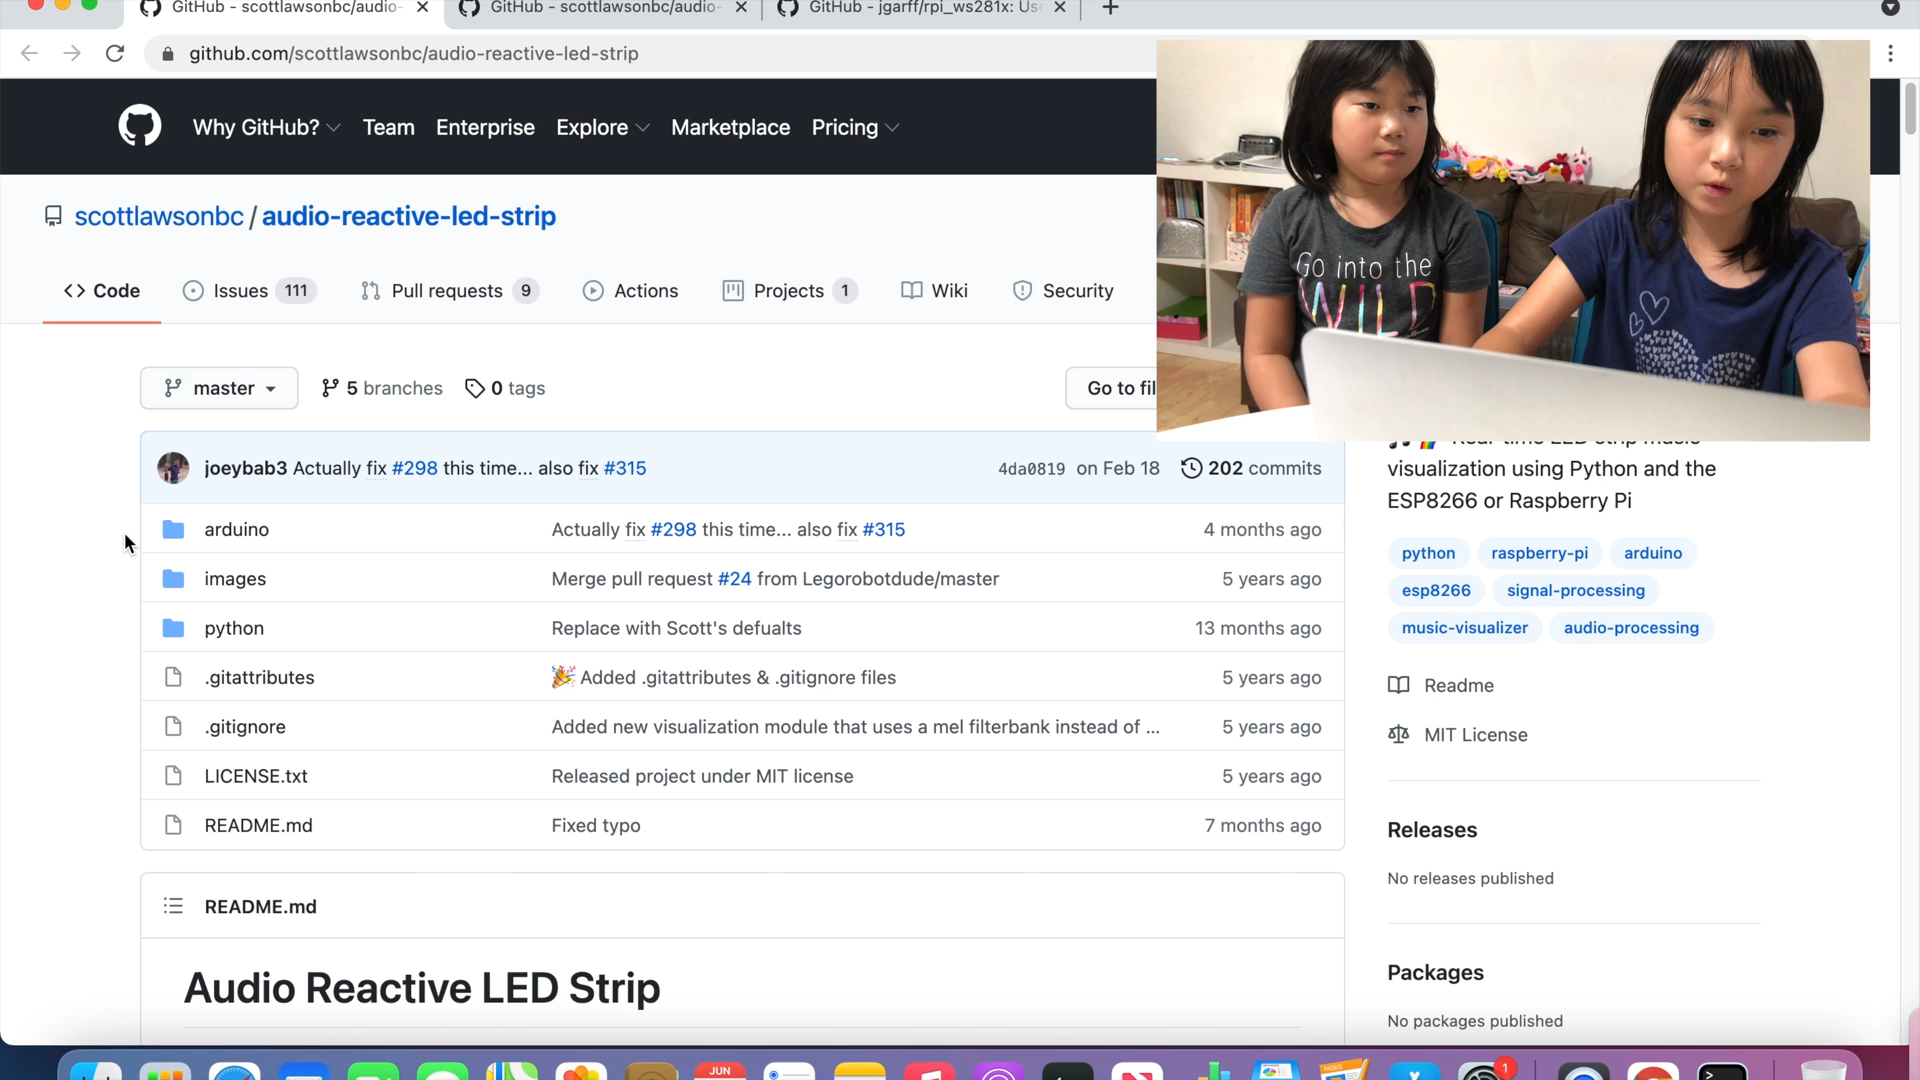 GitHub - scottlawsonbc/audio-
GitHub - scottlawsonbc/audio-
GitHub - jgarff/rpi_ws281x: Us
github.com/scottlawsonbc/audio-reactive-led-strip
Why GitHub? Team Enterprise Explore Marketplace Pricing
scottlawsonbc / audio-reactive-led-strip
Code Issues 111 Pull requests 9 Actions Projects 1 Wiki Security
Go into the
WILD
master 5 branches 0 tags Go to fil
joeybab3 Actually fix #298 this time... also fix #315 4da0819 on Feb 18 202 commits
arduino Actually fix #298 this time... also fix #315 4 months ago
images Merge pull request #24 from Legorobotdude/master 5 years ago
python Replace with Scott's defualts 13 months ago
.gitattributes 🎉 Added .gitattributes & .gitignore files 5 years ago
.gitignore Added new visualization module that uses a mel filterbank instead of ... 5 years ago
LICENSE.txt Released project under MIT license 5 years ago
README.md Fixed typo 7 months ago
README.md
Audio Reactive LED Strip
Real-time LED strip music
visualization using Python and the
ESP8266 or Raspberry Pi
python raspberry-pi arduino
esp8266 signal-processing
music-visualizer audio-processing
Readme
MIT License
Releases
No releases published
Packages
No packages published
JUN
PAGES
1